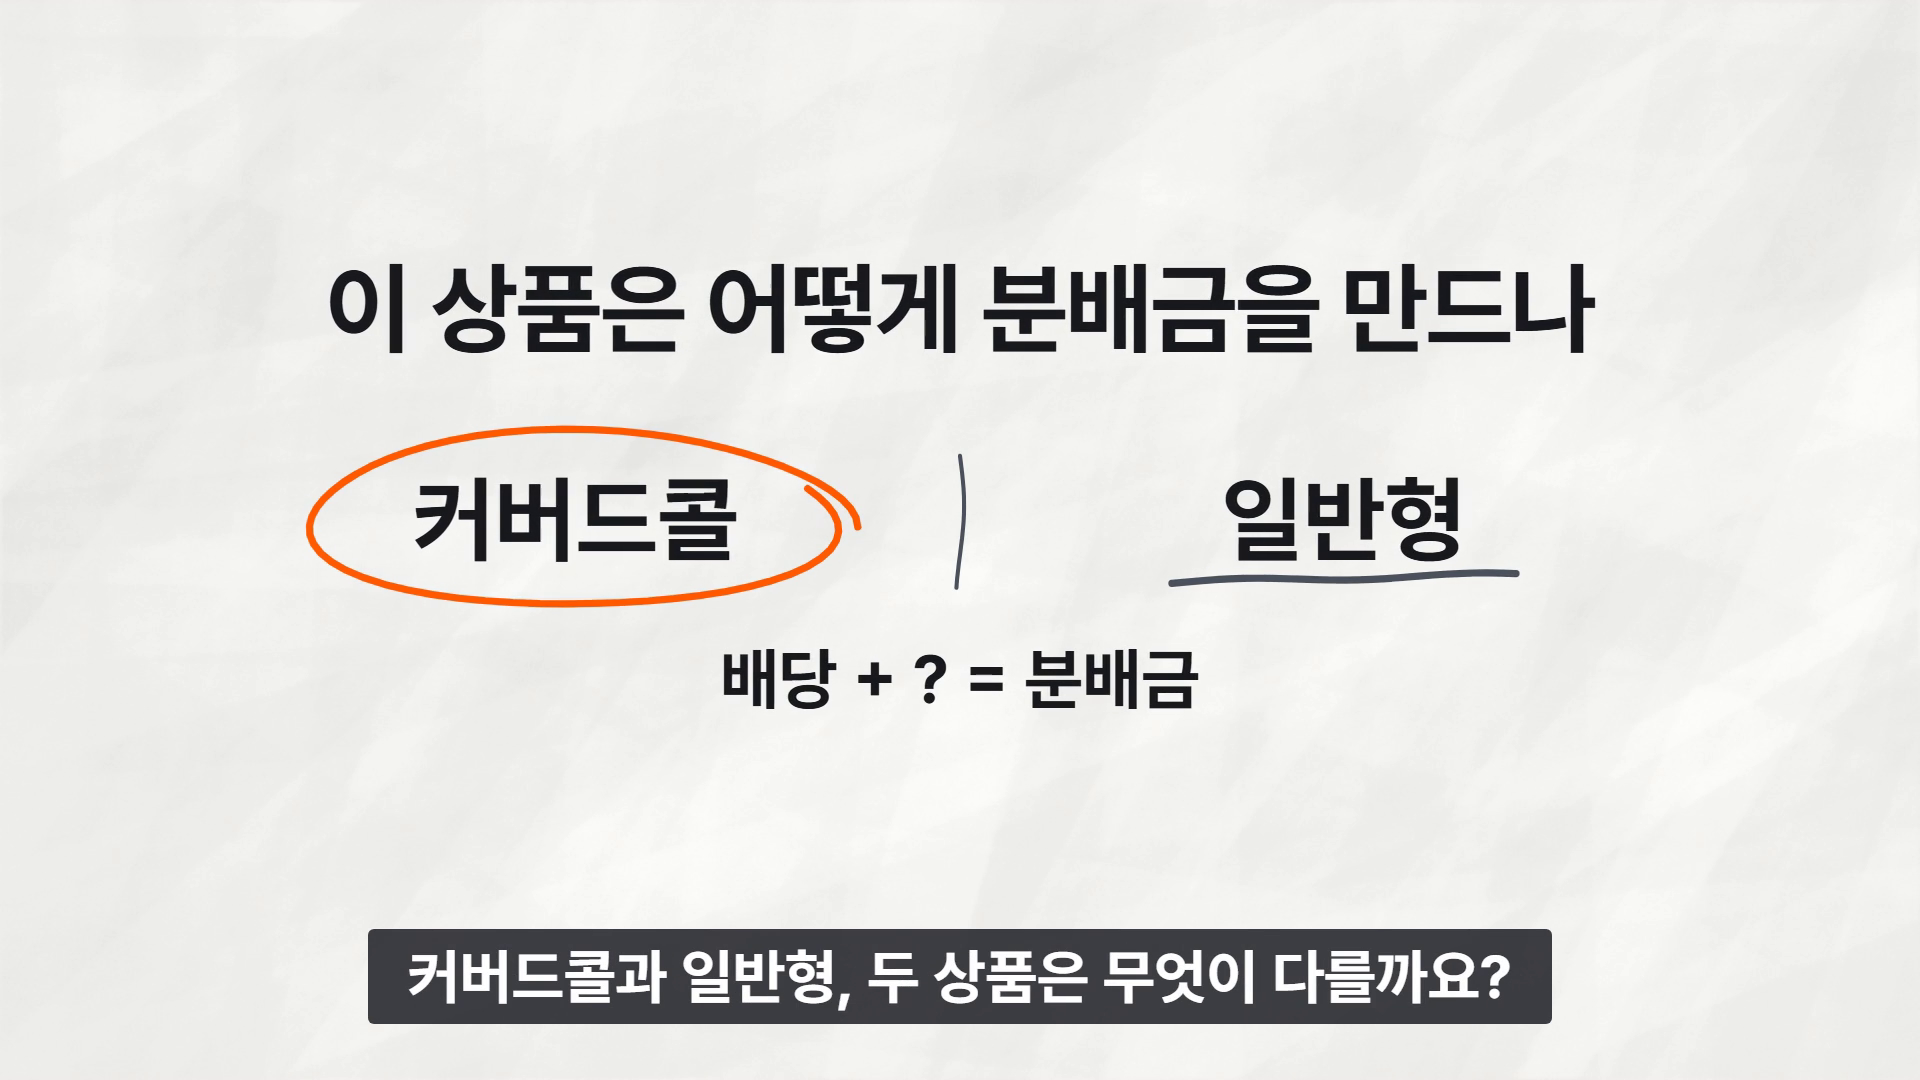 이 상품은 어떻게 분배금을 만드나
커버드콜
일반형
배당 + ? = 분배금
커버드콜과 일반형, 두 상품은 무엇이 다를까요?